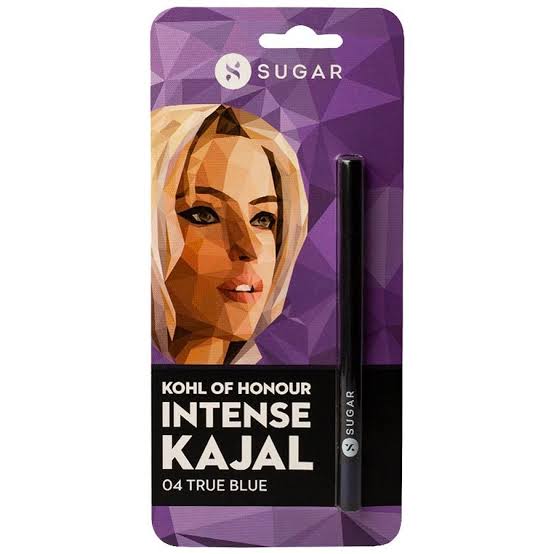 SUGAR
KOHL OF HONOUR
INTENSE
KAJAL
04 TRUE BLUE
SUGAR